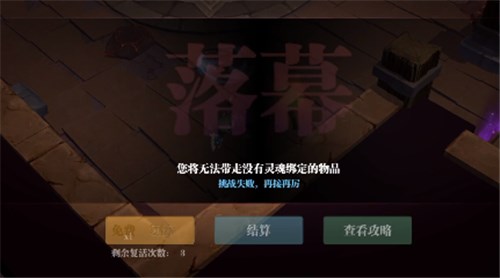 落幕
您将无法带走没有灵魂绑定的物品
挑战失败，再接再厉
结算
查看攻略
剩余复活次数：